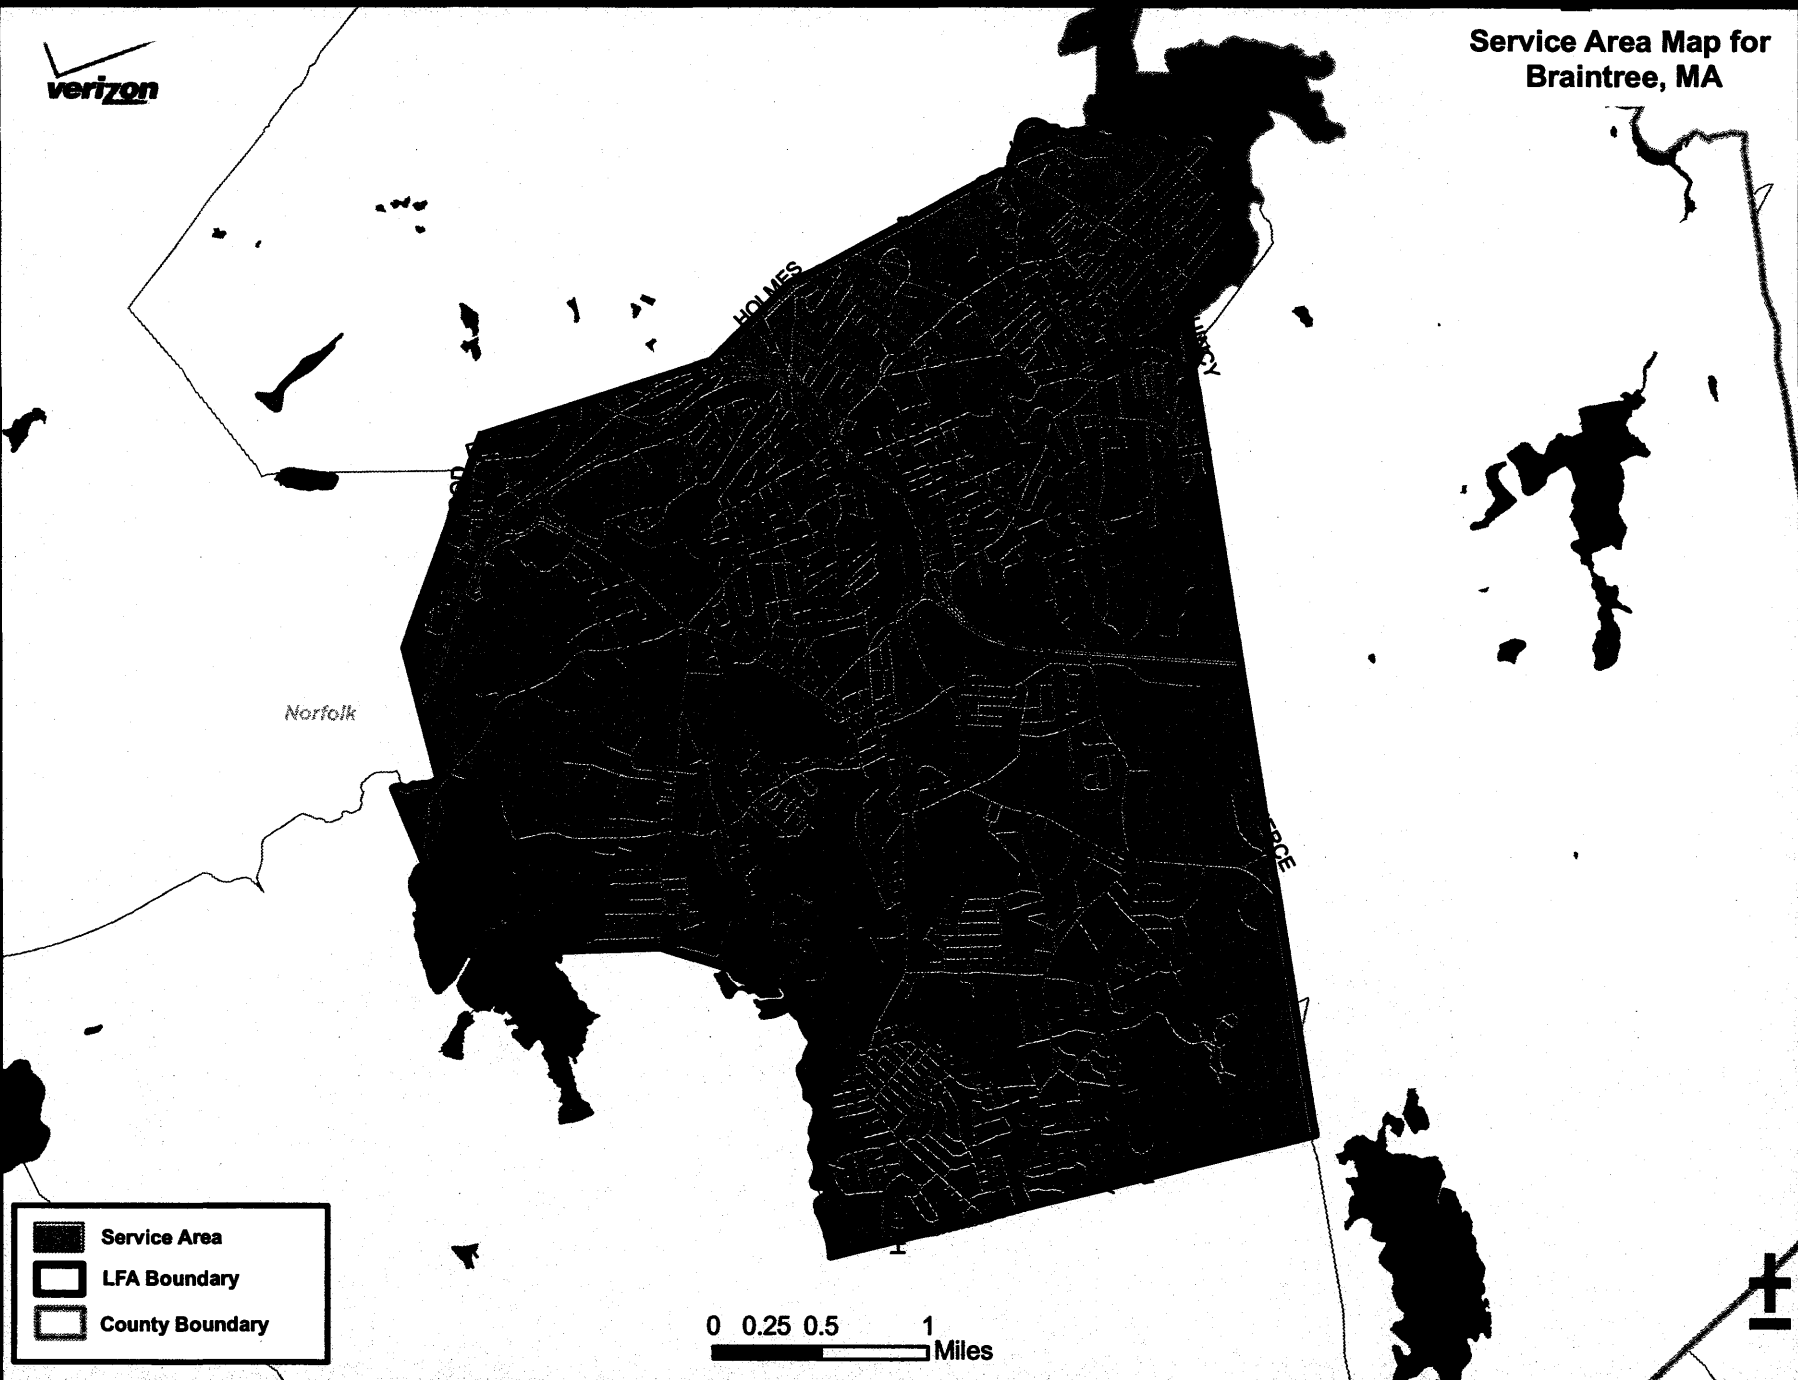 verizon
Service Area Map for
Braintree, MA
HOLMES
Norfolk
Service Area
LFA Boundary
County Boundary
0 0.25 0.5 1
Miles